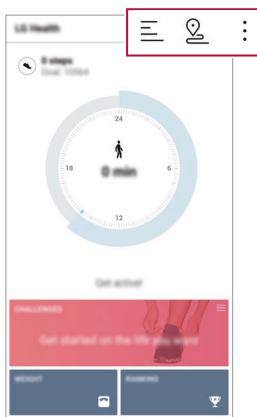 LG Health
0 steps
Goal: 10564
24
18
6
0 min
12
Get active!
CHALLENGES
Get started on the life you want
WEIGHT
RANKING